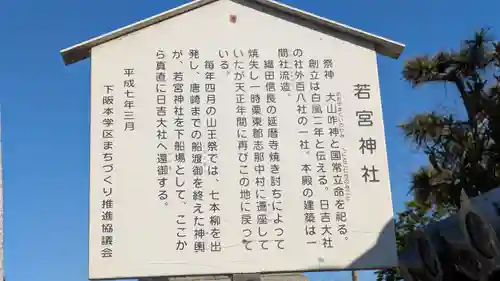 若宮神社
祭神 大山咋神と国常立命を祀る。
創立は白鳳二年と伝える。日吉大社
の社外百八社の一社。本殿の建築は一
間社流造。
織田信長の延暦寺焼き討ちによって
焼失し一時栗東郡志那中村に遷座して
いたが天正年間に再びこの地に戻って
いる。
毎年四月の山王祭では、七本柳を出
発し、唐崎までの船渡御を終えた神輿
が、若宮神社を下船場として、ここか
ら真直に日吉大社へ還御する。
平成七年三月
下阪本学区まちづくり推進協議会